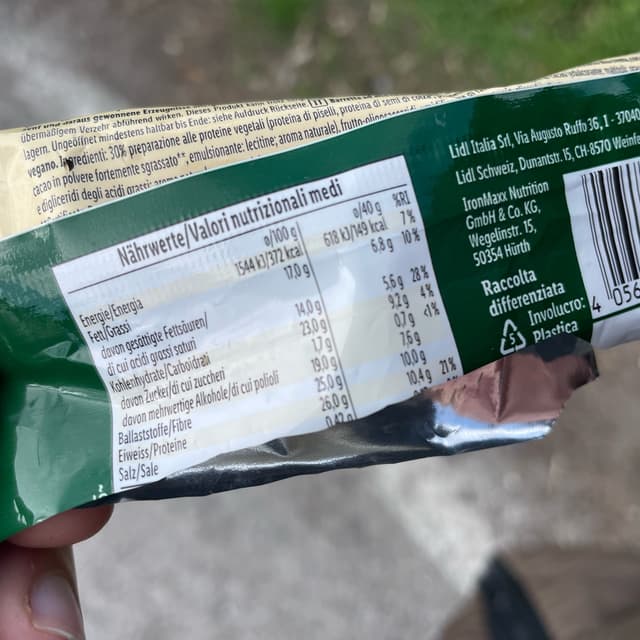 gewonnene Erzeugnisse. Dieses Produkt kann
übermäßigem Verzehr abführend wirken.
lagern. Ungeöffnet mindestens haltbar bis Ende: siehe Aufdruck Rückseite IT
vegano. Ingredienti: 30% preparazione alle proteine vegetali (proteina di piselli, proteina di semi di
cacao in polvere fortemente sgrassato**, emulsionante: lecitine; aroma naturale),
e digliceridi degli acidi grassi;
Nährwerte/Valori nutrizionali medi
ø/100 g ø/40 g %RI
Energie/Energia 1544 kJ/372 kcal 618 kJ/149 kcal 7%
Fett/Grassi 17,0 g 6,8 g 10%
davon gesättigte Fettsäuren/
di cui acidi grassi saturi 14,0 g 5,6 g 28%
Kohlenhydrate/Carboidrati 23,0 g 9,2 g 4%
davon Zucker/di cui zuccheri 1,7 g 0,7 g <1%
davon mehrwertige Alkohole/di cui polioli 19,0 g 7,6 g
Ballaststoffe/Fibre 25,0 g 10,0 g
Eiweiss/Proteine 26,0 g 10,4 g 21%
Salz/Sale
Lidl Italia Srl, Via Augusto Ruffo 36, I - 37040
Lidl Schweiz, Dunantstr. 15, CH-8570
IronMaxx Nutrition
GmbH & Co. KG,
Wegelinstr. 15,
50354 Hürth
Raccolta
differenziata
Involucro:
Plastica
5
4 056